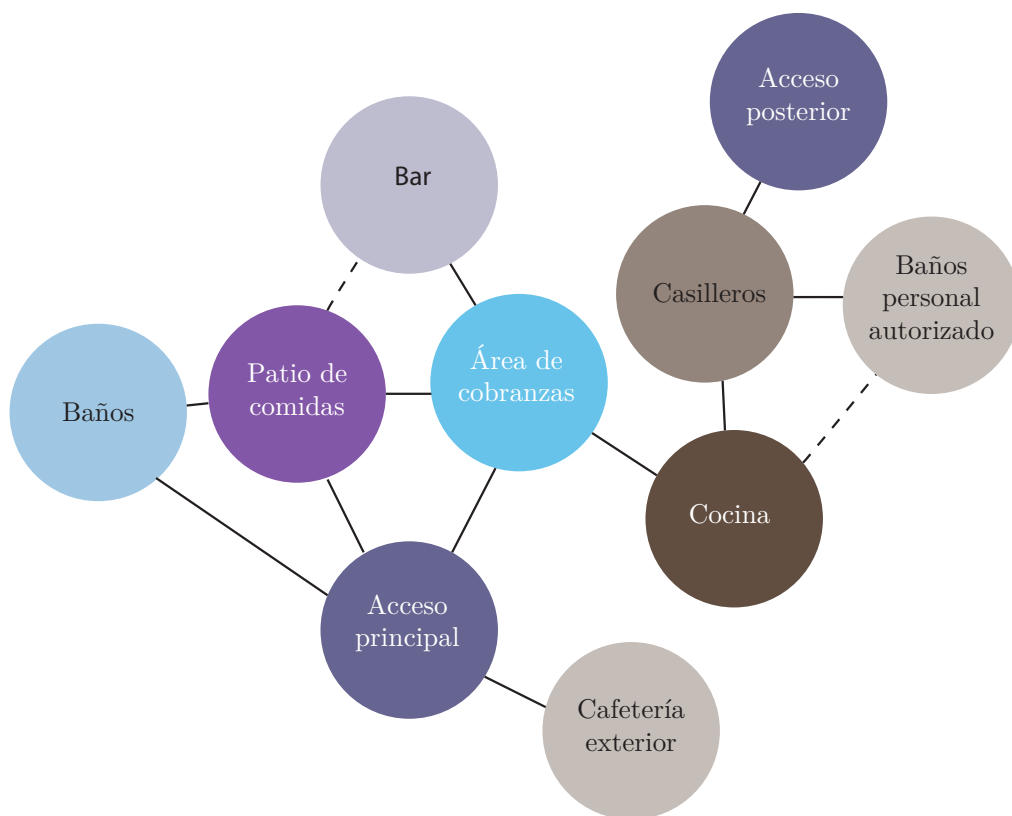 Acceso
posterior
Bar
Casilleros
Baños
personal
autorizado
Baños
Patio de
comidas
Área de
cobranzas
Cocina
Acceso
principal
Cafetería
exterior